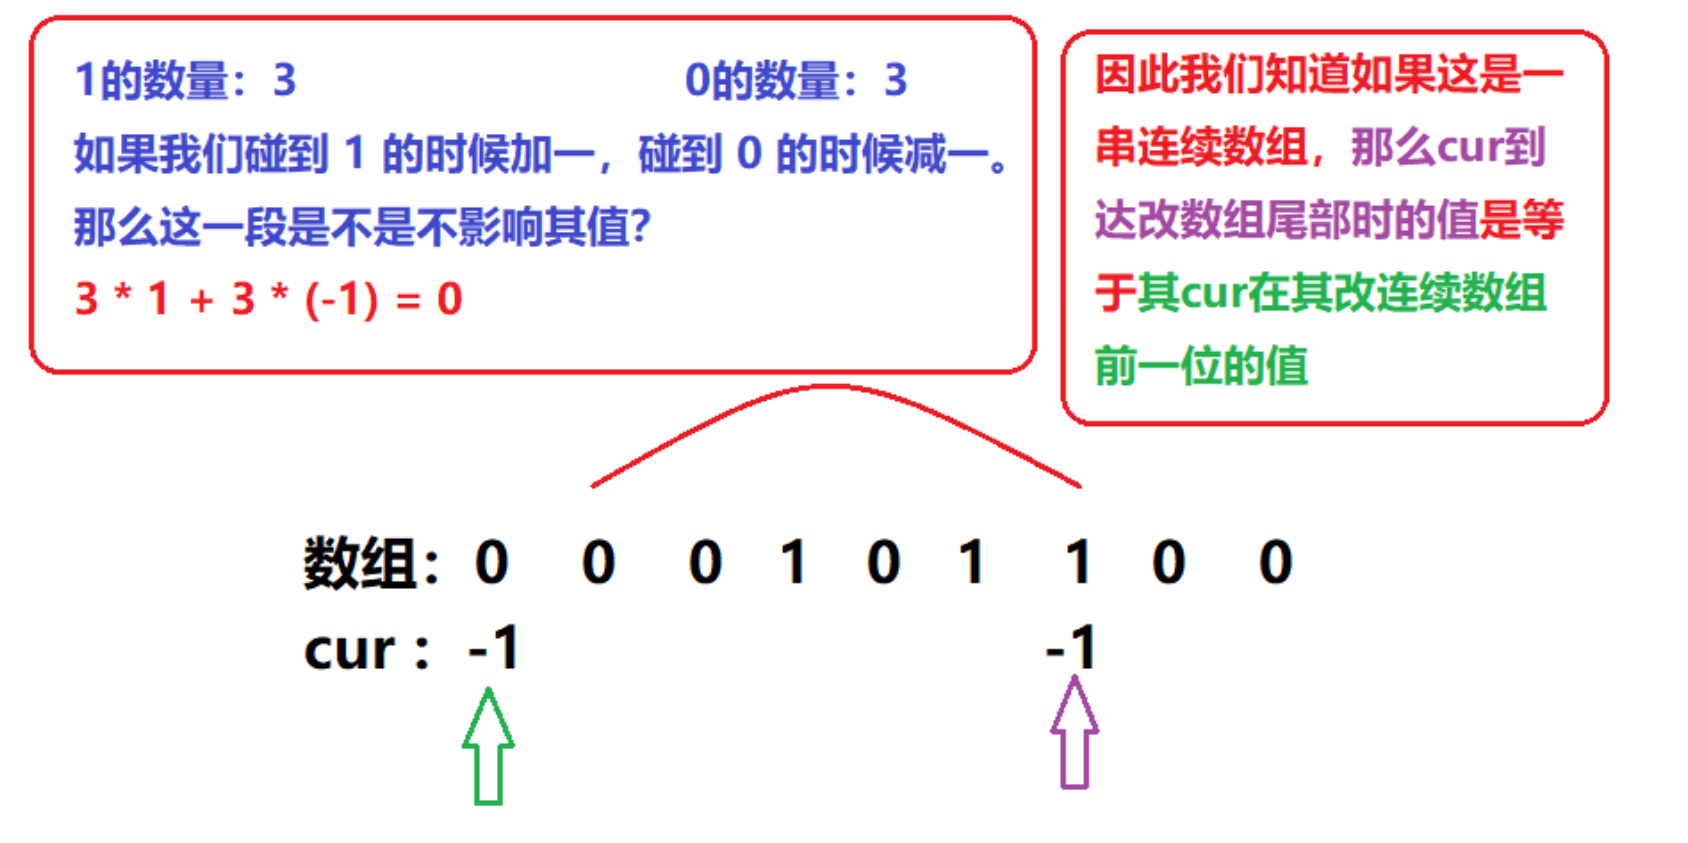 1的数量：3 0的数量：3
如果我们碰到 1 的时候加一，碰到 0 的时候减一。
那么这一段是不是不影响其值？
3 * 1 + 3 * (-1) = 0
因此我们知道如果这是一
串连续数组，那么cur到
达改数组尾部时的值是等
于其cur在其改连续数组
前一位的值
数组：0 0 0 1 0 1 1 0 0
cur：-1 -1